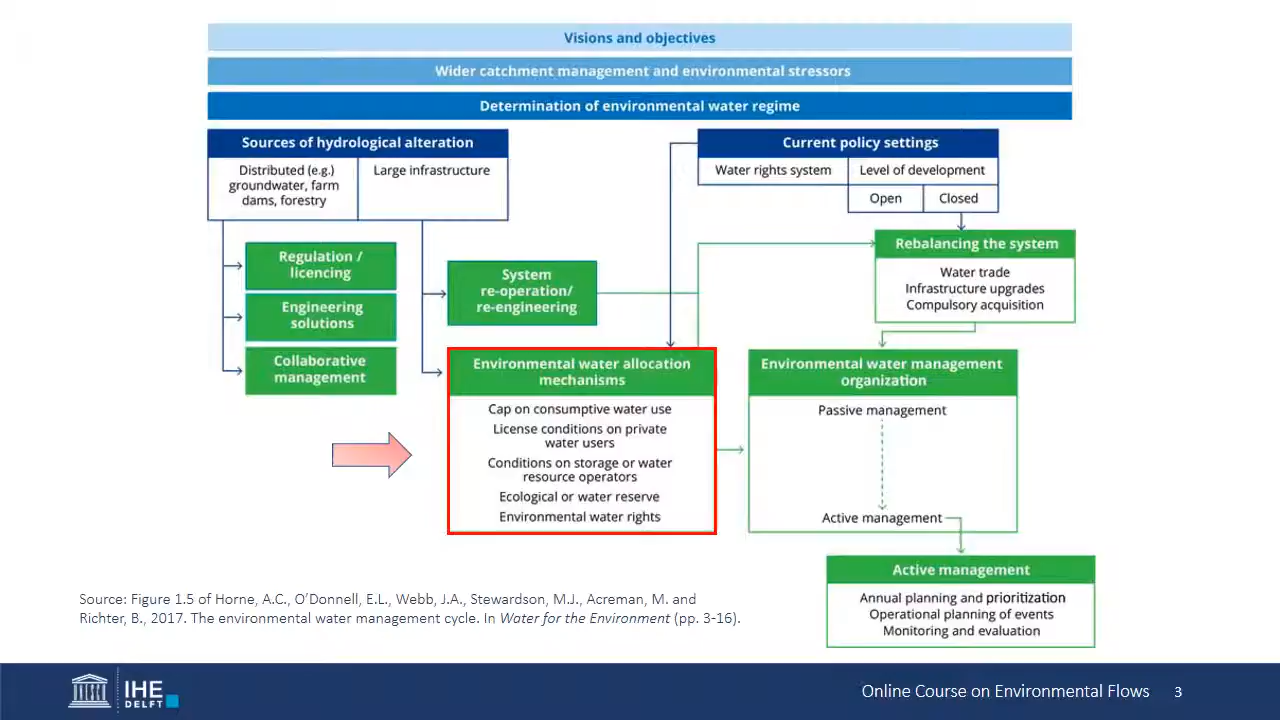 Visions and objectives
Wider catchment management and environmental stressors
Determination of environmental water regime
Sources of hydrological alteration
Distributed (e.g.)
groundwater, farm
dams, forestry
Large infrastructure
Current policy settings
Water rights system
Level of development
Open
Closed
Regulation /
licencing
Engineering
solutions
Collaborative
management
System
re-operation/
re-engineering
Rebalancing the system
Water trade
Infrastructure upgrades
Compulsory acquisition
Environmental water allocation
mechanisms
Cap on consumptive water use
License conditions on private
water users
Conditions on storage or water
resource operators
Ecological or water reserve
Environmental water rights
Environmental water management
organization
Passive management
Active management
Active management
Annual planning and prioritization
Operational planning of events
Monitoring and evaluation
Source: Figure 1.5 of Horne, A.C., O’Donnell, E.L., Webb, J.A., Stewardson, M.J., Acreman, M. and
Richter, B., 2017. The environmental water management cycle. In Water for the Environment (pp. 3-16).
IHE
DELFT
Online Course on Environmental Flows 3